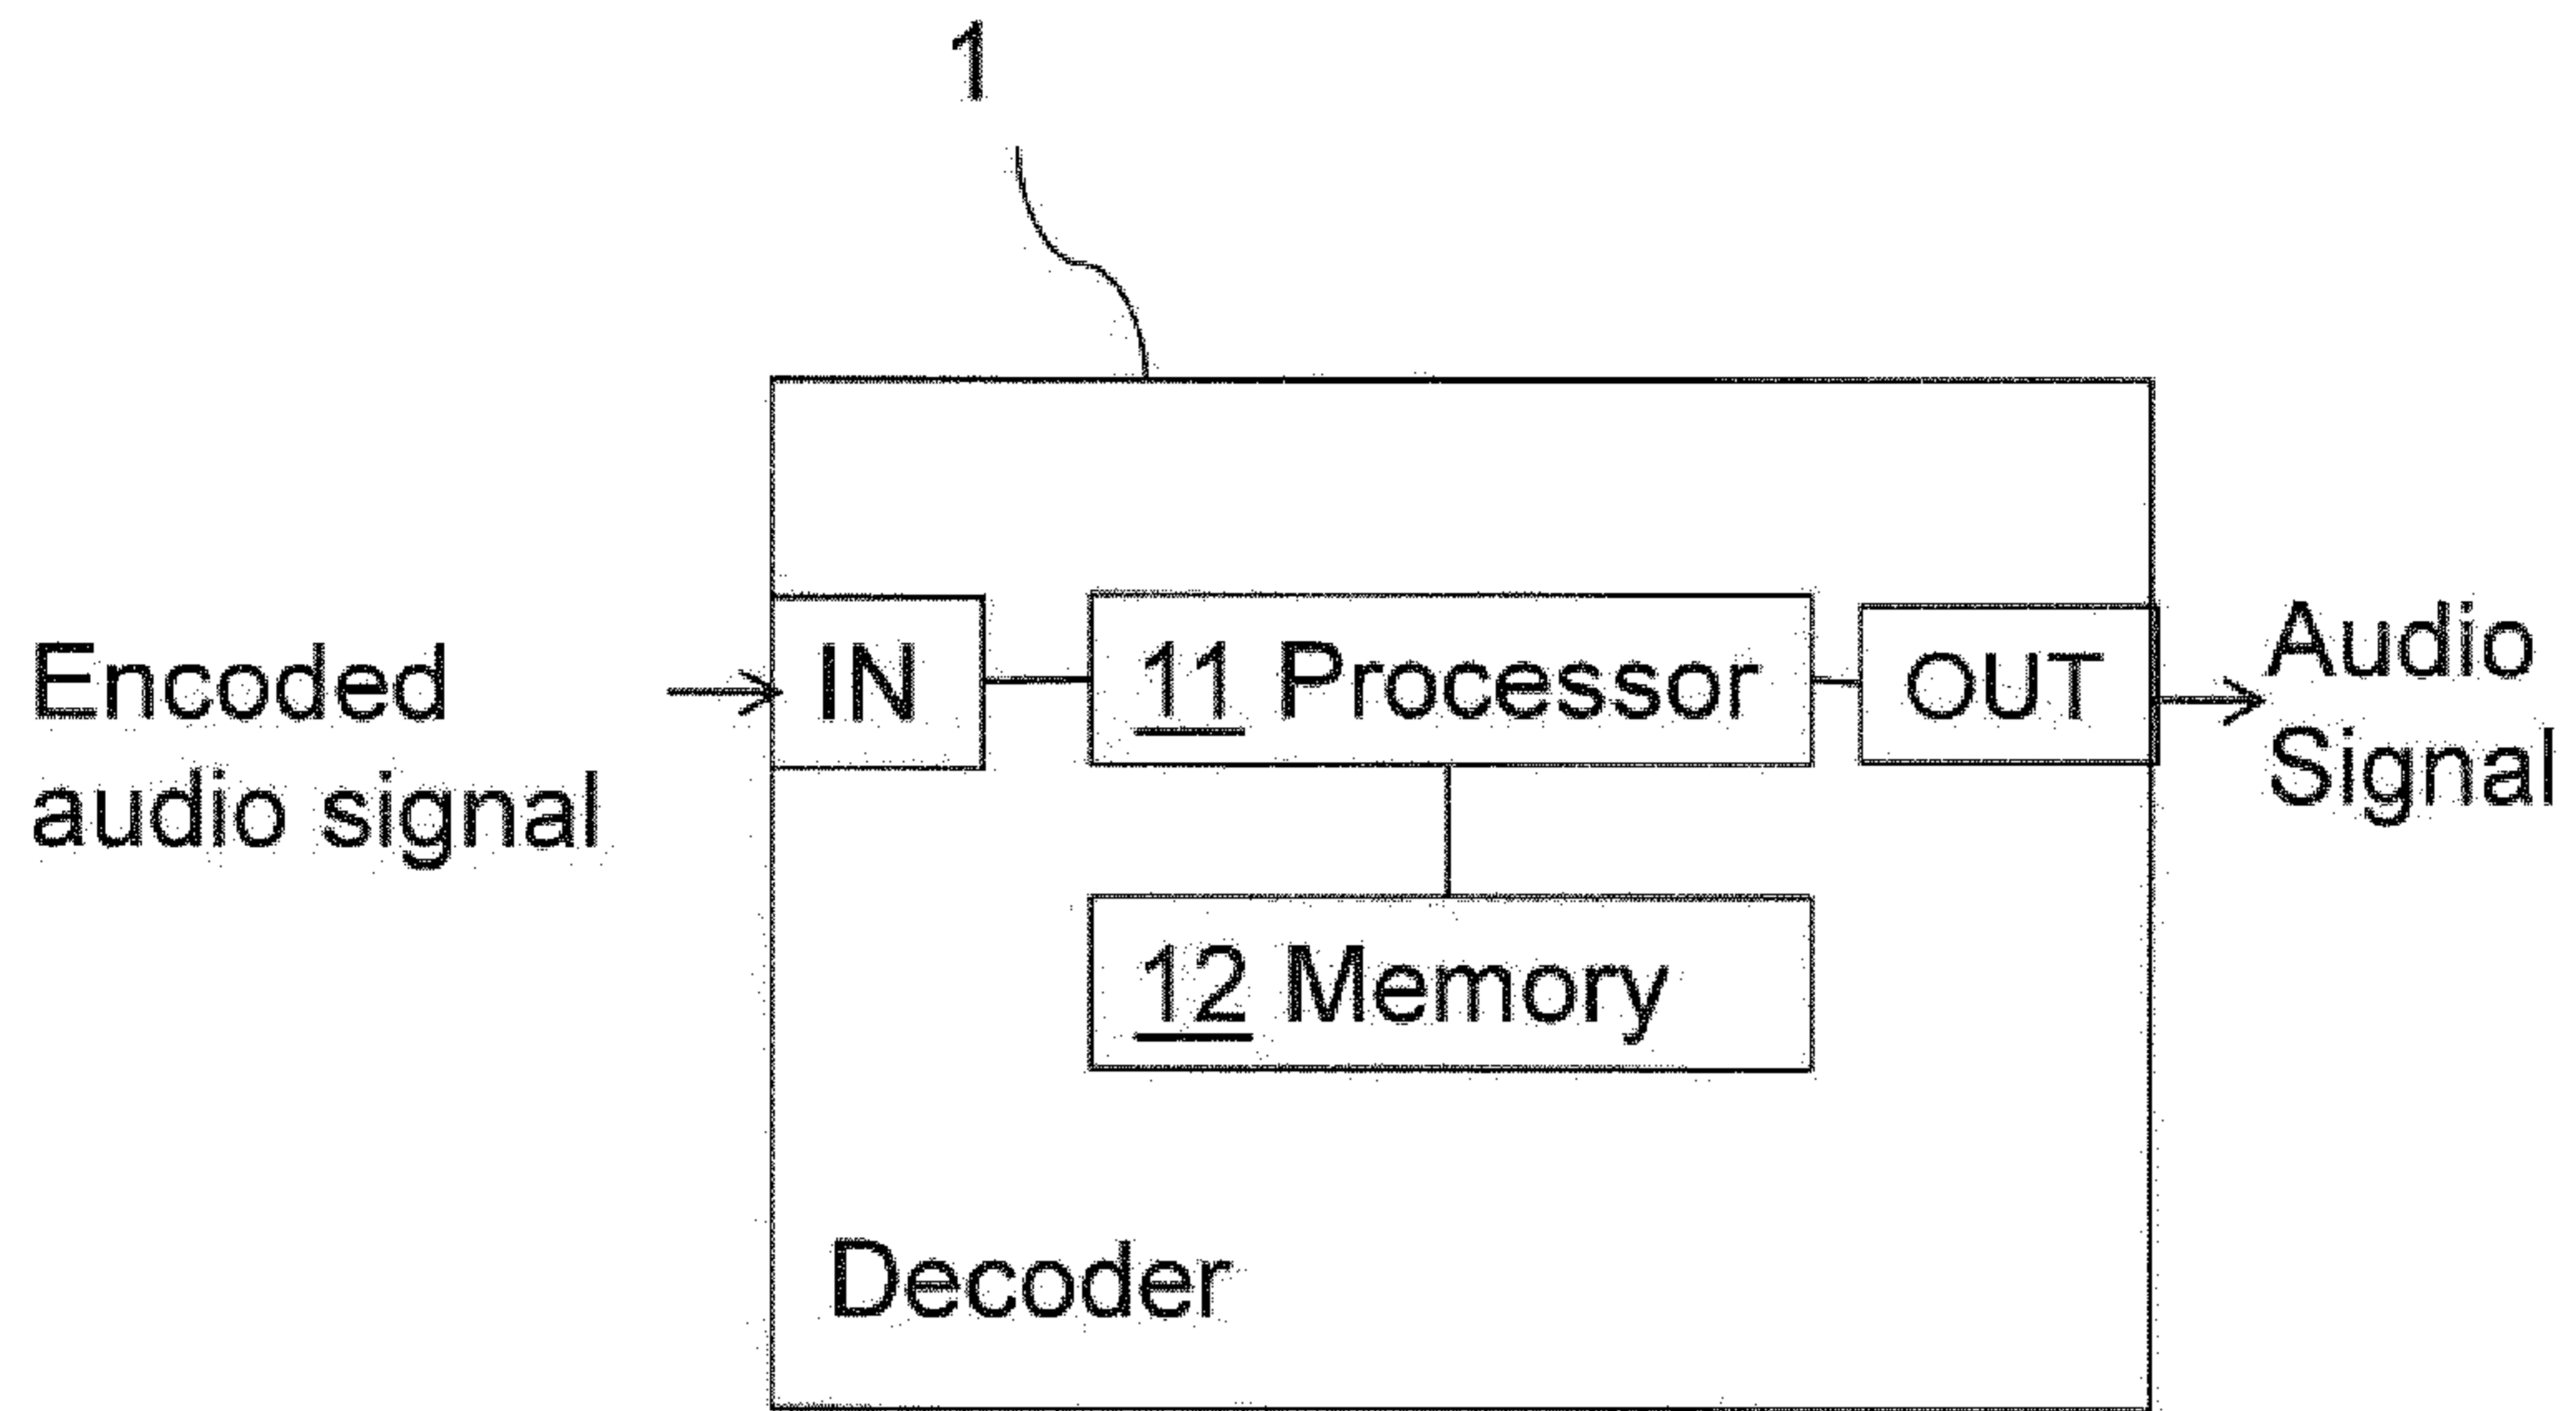 1
Encoded
audio signal
IN
11 Processor
OUT
Audio
Signal
12 Memory
Decoder